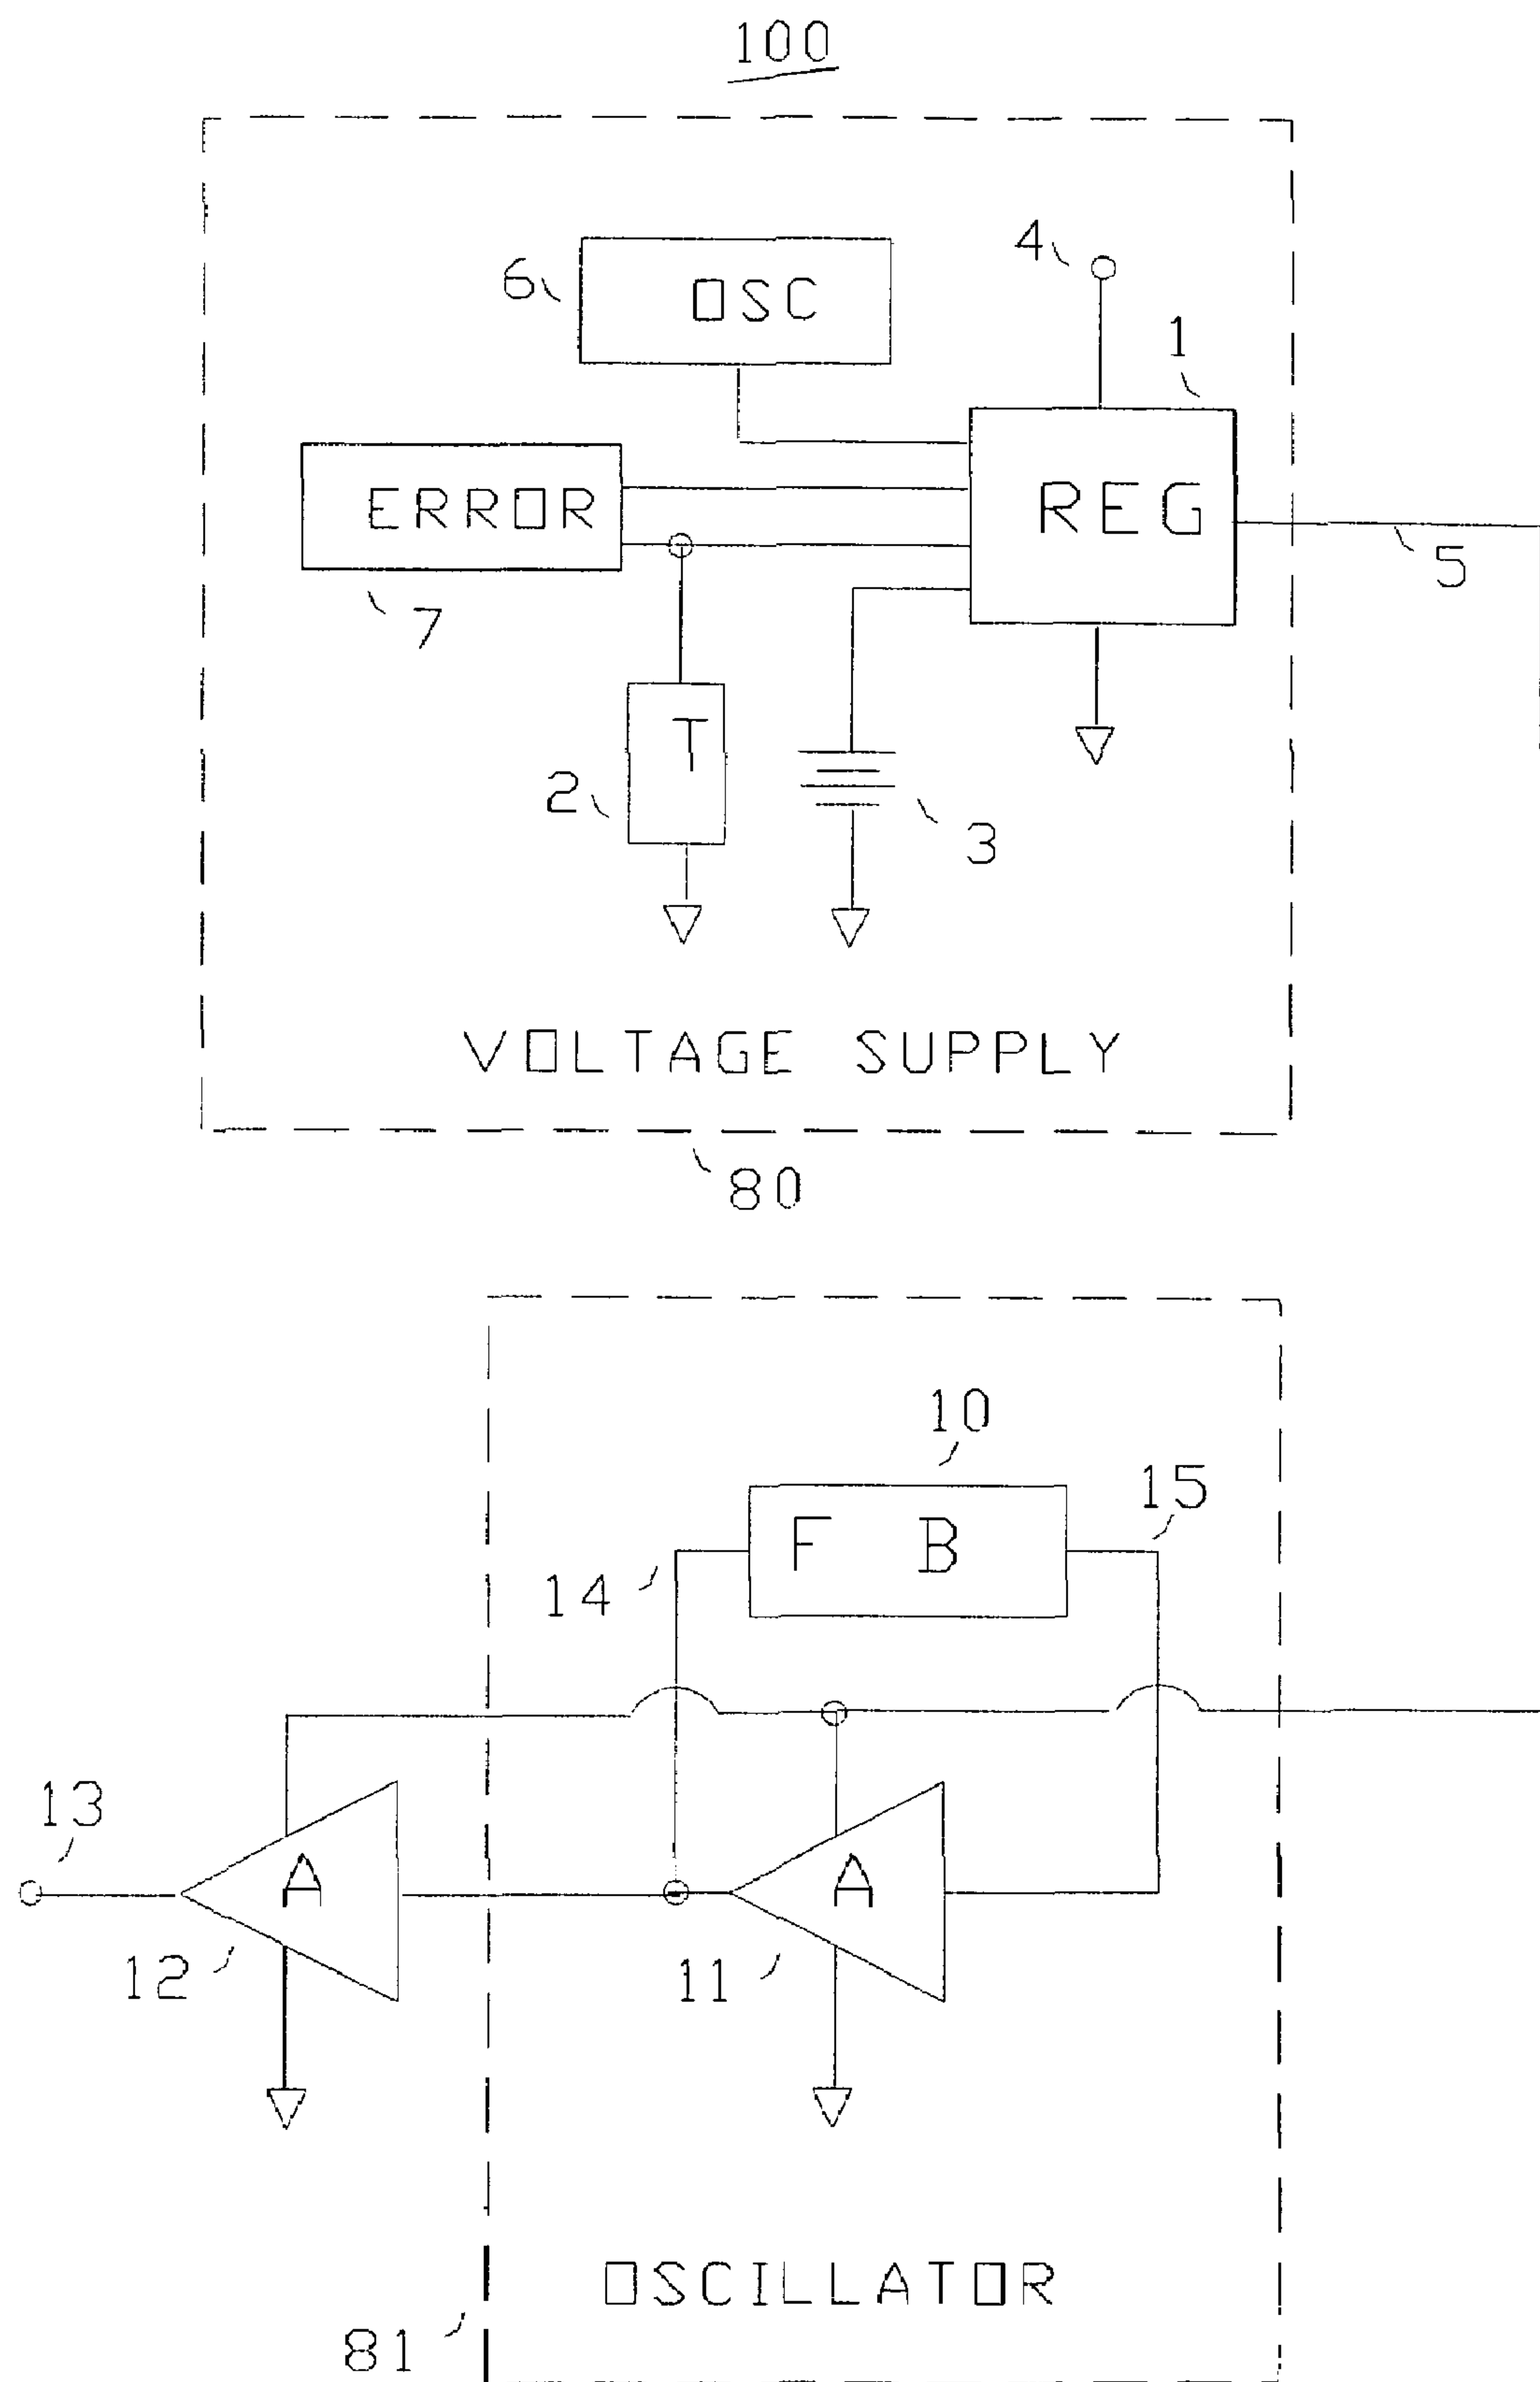 100
6
OSC
4
1
ERROR
REG
5
7
T
2
3
VOLTAGE SUPPLY
80
10
15
F B
14
13
A
A
12
11
OSCILLATOR
81